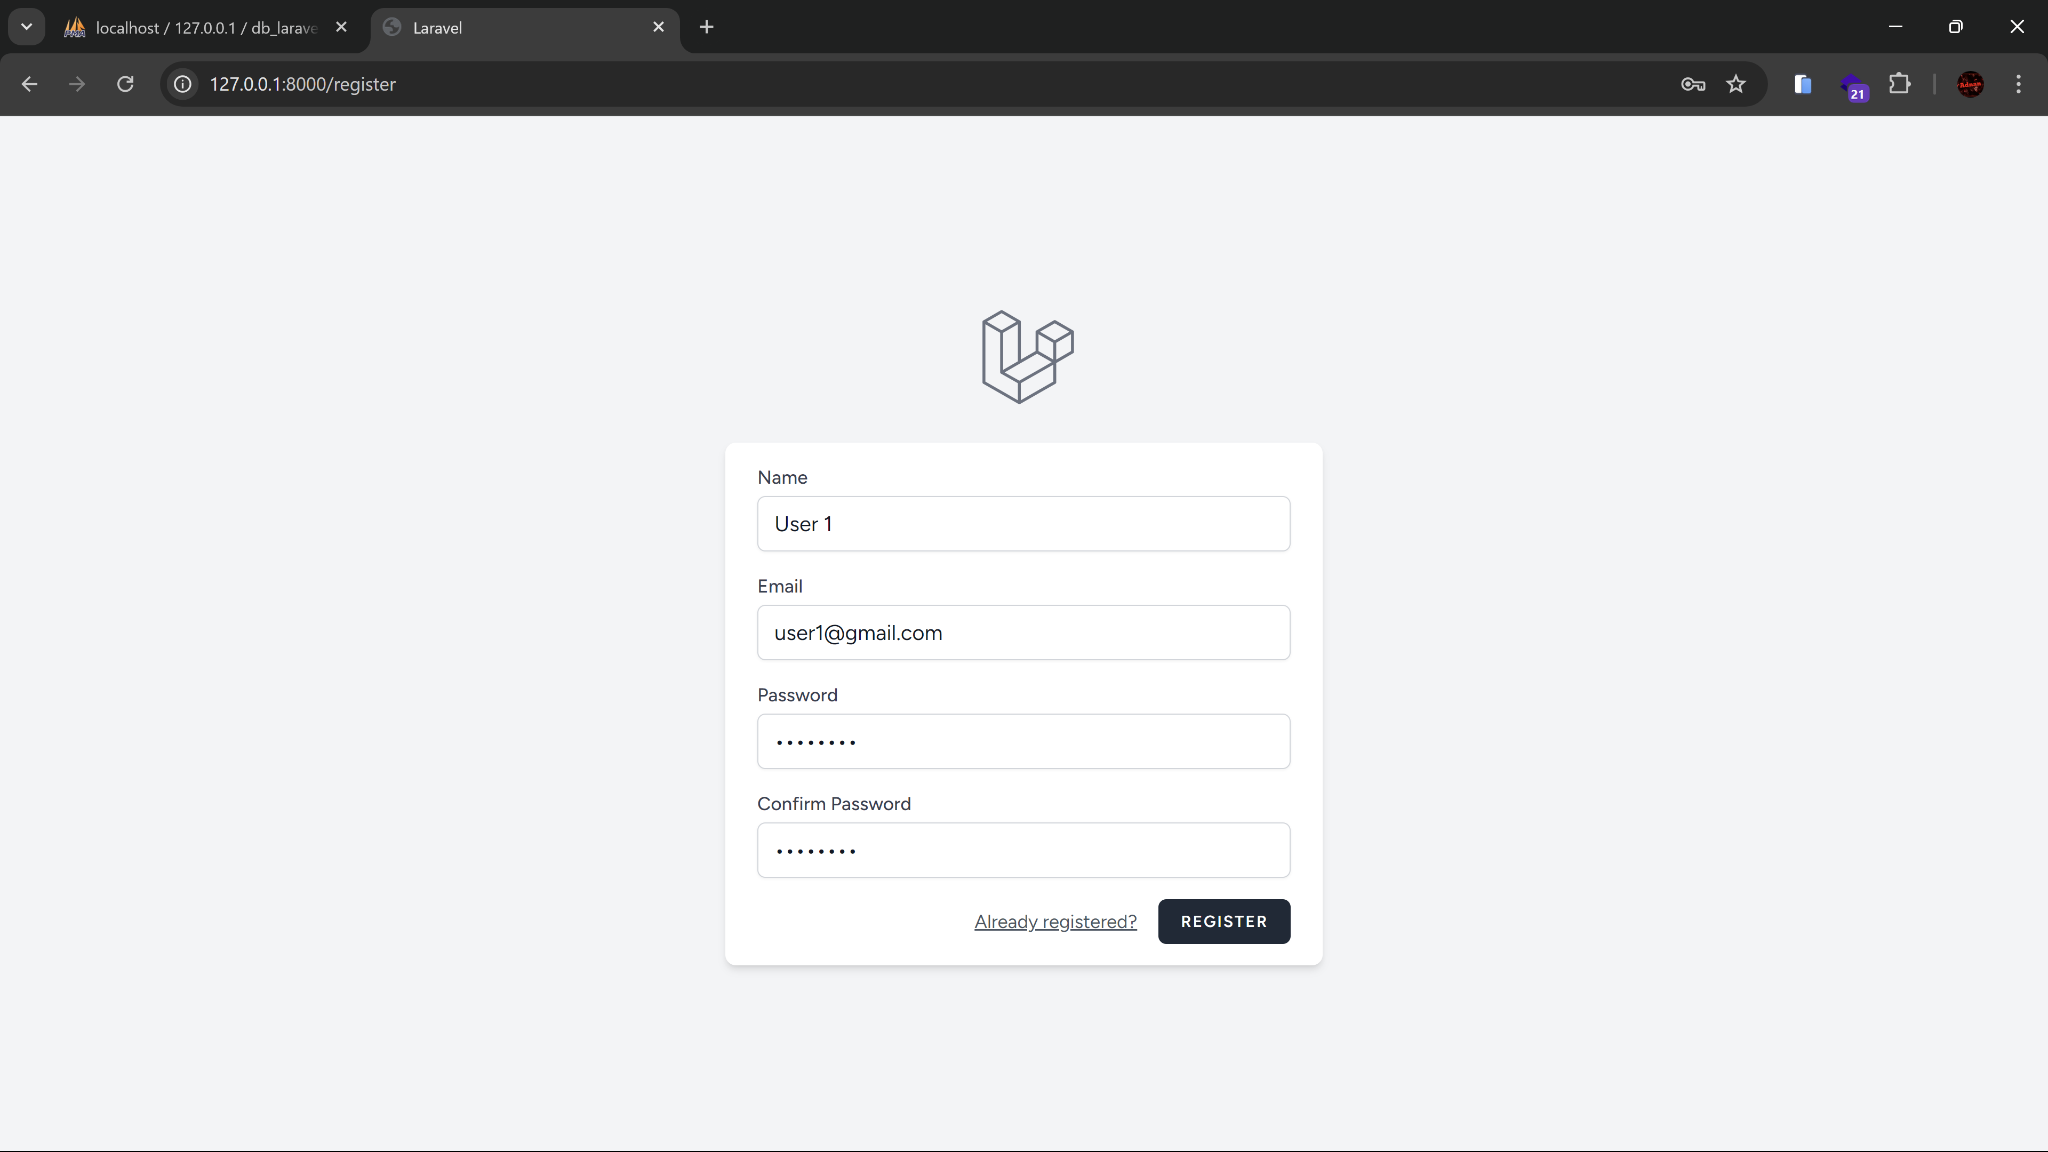 localhost / 127.0.0.1 / db_larave
Laravel
127.0.0.1:8000/register
21
Name
User 1
Email
user1@gmail.com
Password
••••••••
Confirm Password
••••••••
Already registered?
REGISTER